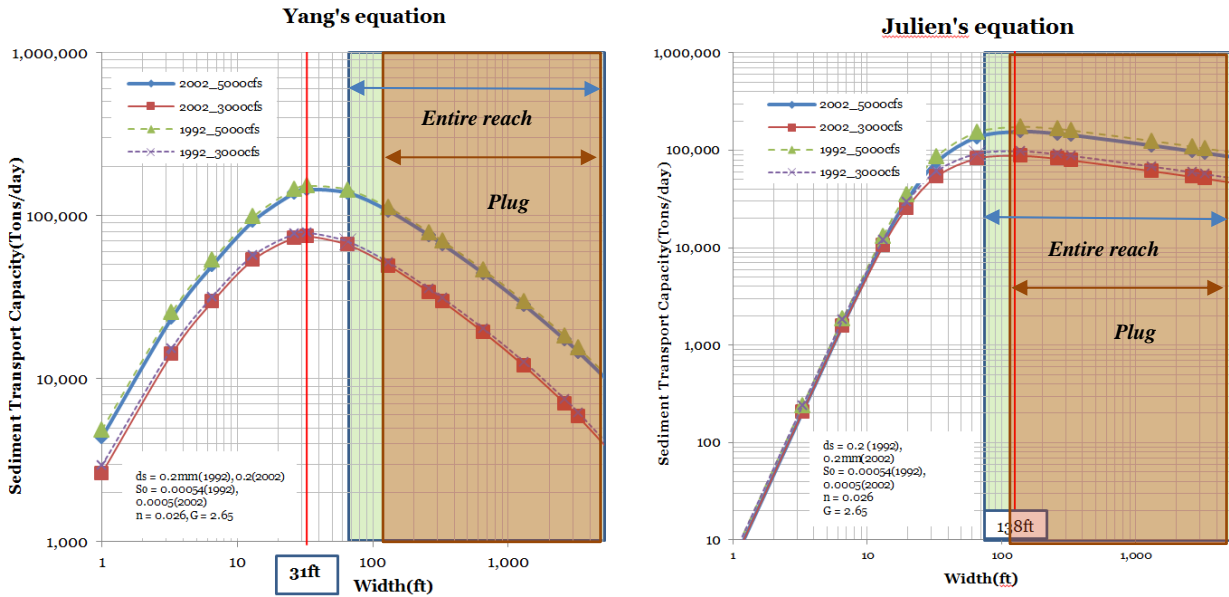 Yang's equation
Sediment Transport Capacity(Tons/day)
1,000,000
100,000
10,000
1,000
2002_5000cfs
2002_3000cfs
1992_5000cfs
1992_3000cfs
Entire reach
Plug
ds = 0.2mm(1992), 0.2(2002)
S0 = 0.00054(1992),
0.0005(2002)
n = 0.026, G = 2.65
1
10
100
1,000
31ft
Width(ft)
Julien's equation
Sediment Transport Capacity(Tons/day)
1,000,000
100,000
10,000
1,000
100
10
2002_5000cfs
2002_3000cfs
1992_5000cfs
1992_3000cfs
Entire reach
Plug
ds = 0.2 (1992),
0.2mm(2002)
S0 = 0.00054(1992),
0.0005(2002)
n = 0.026
G = 2.65
138ft
1
10
100
1,000
Width(ft)